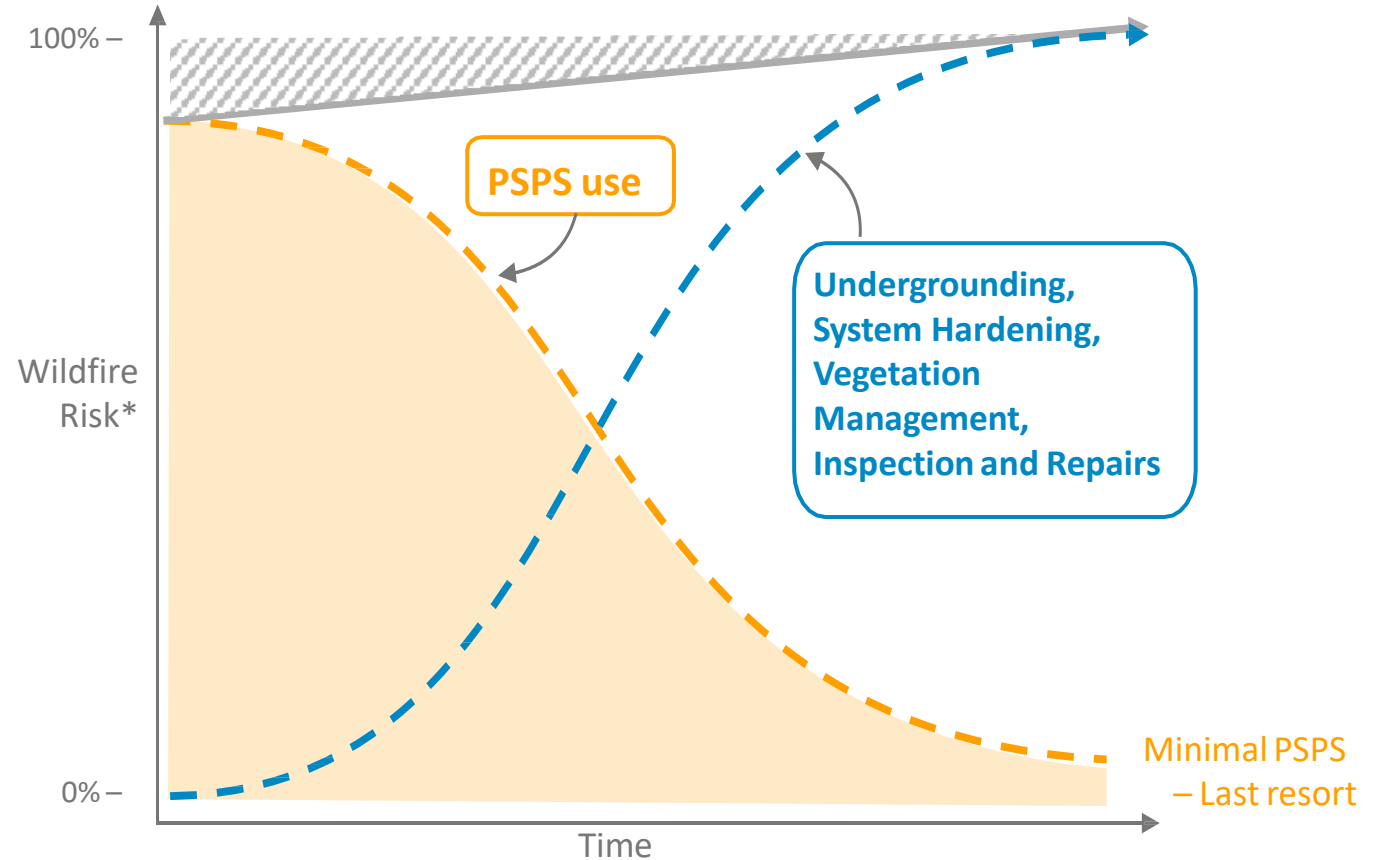 100% –
PSPS use
Undergrounding,
System Hardening,
Vegetation
Management,
Inspection and Repairs
Wildfire
Risk*
0% –
Minimal PSPS
– Last resort
Time